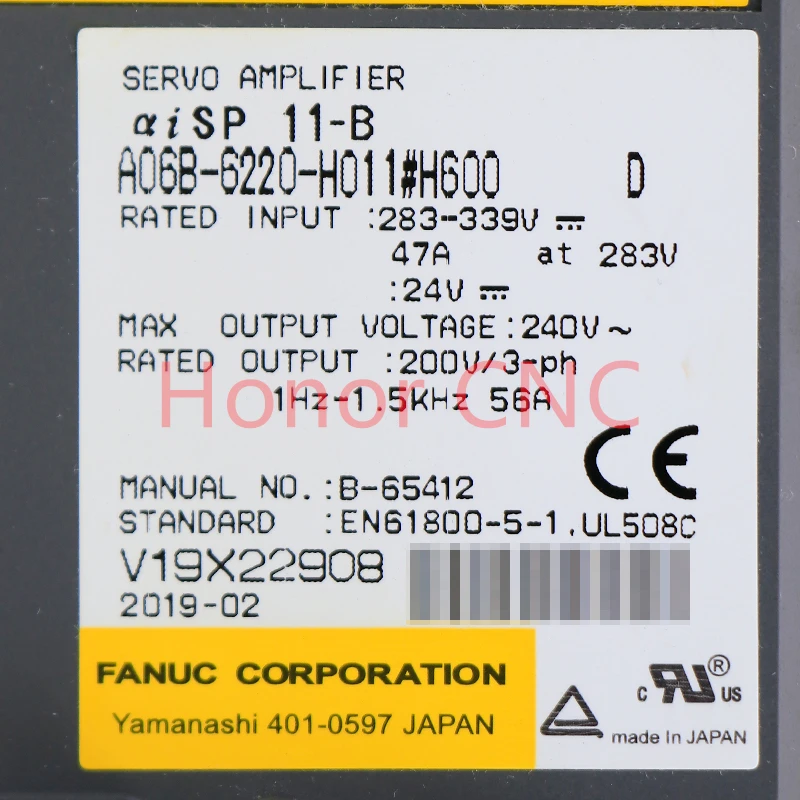 SERVO AMPLIFIER
αiSP 11-B
A06B-6220-H011#H600 D
RATED INPUT :283-339V ⎓
47A at 283V
:24V ⎓
MAX OUTPUT VOLTAGE:240V~
RATED OUTPUT :200V/3-ph
1Hz-1.5kHz 56A
Honor CNC
CE
MANUAL NO.:B-65412
STANDARD :EN61800-5-1,UL508C
V19X22908
2019-02
FANUC CORPORATION
Yamanashi 401-0597 JAPAN
c RU ® US
made In JAPAN